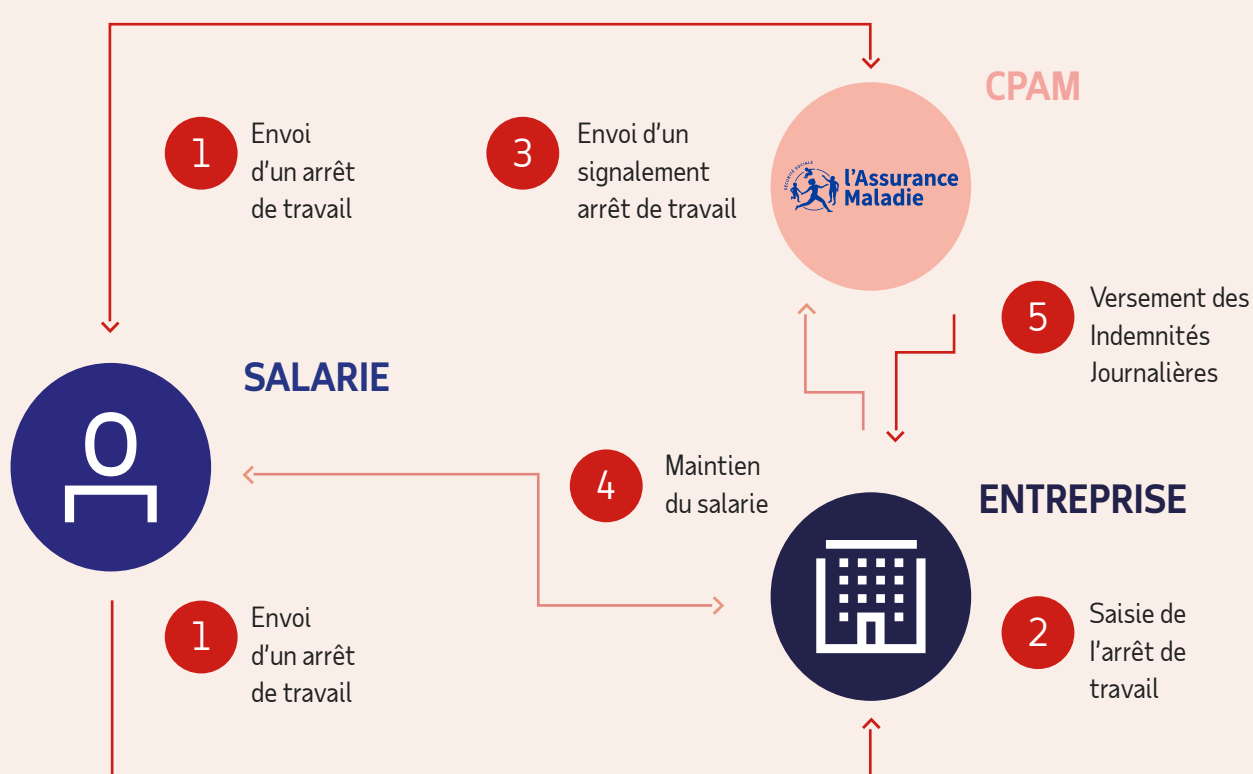 CPAM
1
Envoi
d'un arrêt
de travail
3
Envoi d'un
signalement
arrêt de travail
SÉCURITÉ SOCIALE
l'Assurance
Maladie
5
Versement des
Indemnités
Journalières
SALARIE
4
Maintien
du salarie
ENTREPRISE
1
Envoi
d'un arrêt
de travail
2
Saisie de
l'arrêt de
travail